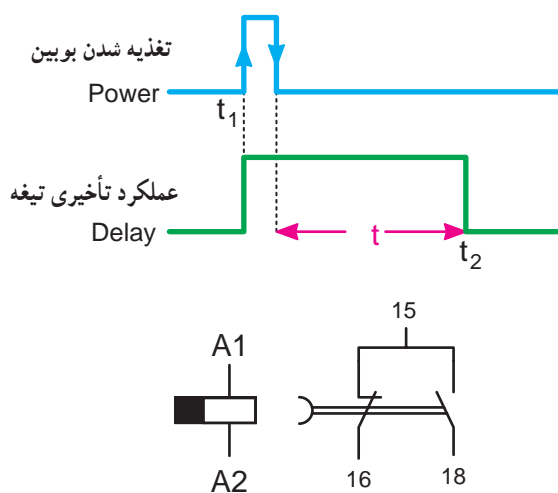 تغذیه شدن بوبین
Power
t1
عملکرد تأخیری تیغه
Delay
t
t2
15
A1
A2
16
18